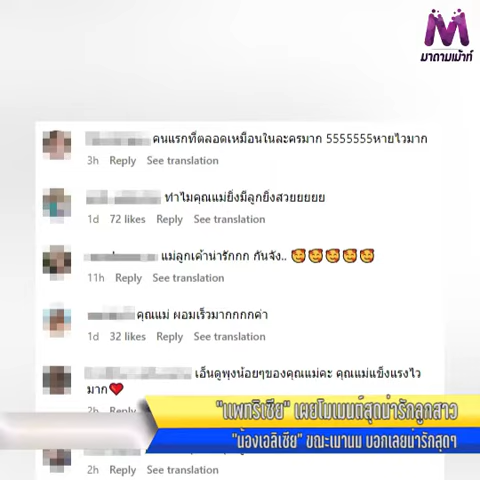 มาดามเม้าท์
คนแรกที่ตลอดเหมือนในละครมาก 5555555หายไวมาก
3h Reply See translation
ทำไมคุณแม่ยิ่งมีลูกยิ่งสวยยยยย
1d 72 likes Reply See translation
แม่ลูกเค้าน่ารักกก กันจัง.. 🥰🥰🥰🥰🥰
11h Reply See translation
คุณแม่ ผอมเร็วมากกกกค่า
1d 32 likes Reply See translation
เอ็นดูพุงน้อยๆของคุณแม่คะ คุณแม่แข็งแรงไว
มาก❤️
2h Reply
"แพทริเซีย" เผยโมเมนต์สุดน่ารักลูกสาว
"น้องเอลิเซีย" ขณะเมานม บอกเลยน่ารักสุดๆ
2h Reply See translation